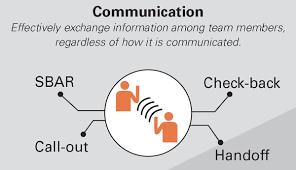 Communication
Effectively exchange information among team members,
regardless of how it is communicated.
SBAR
Check-back
Call-out
Handoff